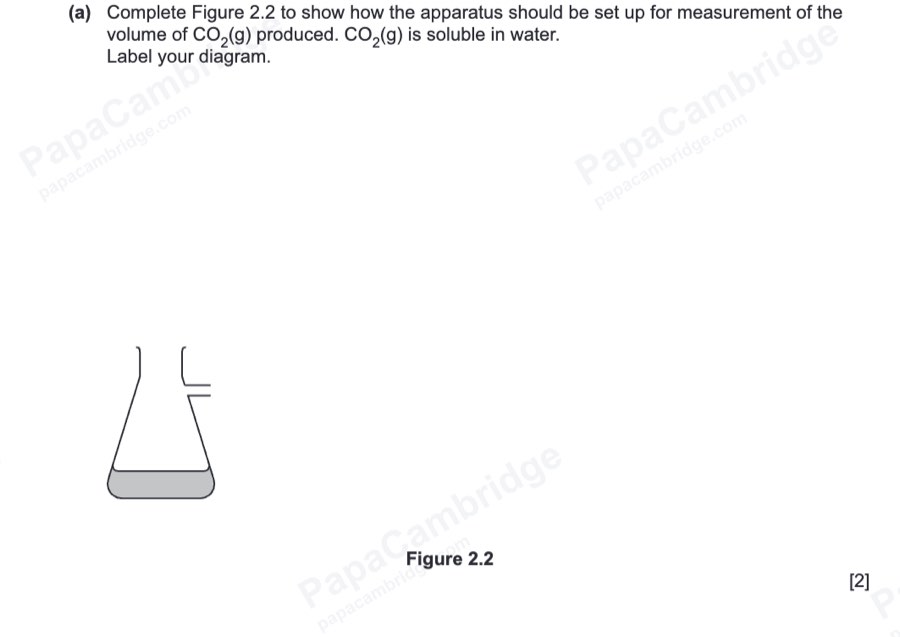 (a) Complete Figure 2.2 to show how the apparatus should be set up for measurement of the
volume of CO₂(g) produced. CO₂(g) is soluble in water.
Label your diagram.
PapaCambridge
papacambridge.com
PapaCambridge
papacambridge.com
PapaCambridge
papacambridge.com
Figure 2.2
[2]